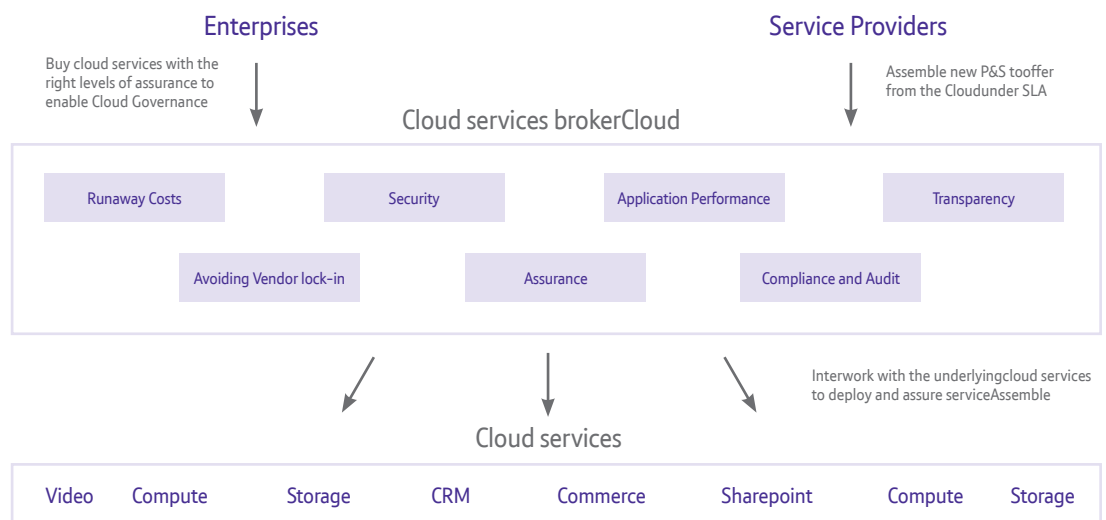 Enterprises
Service Providers
Buy cloud services with the
right levels of assurance to
enable Cloud Governance
Assemble new P&S tooffer
from the Cloudunder SLA
Cloud services brokerCloud
Runaway Costs
Security
Application Performance
Transparency
Avoiding Vendor lock-in
Assurance
Compliance and Audit
Interwork with the underlyingcloud services
to deploy and assure serviceAssemble
Cloud services
Video
Compute
Storage
CRM
Commerce
Sharepoint
Compute
Storage